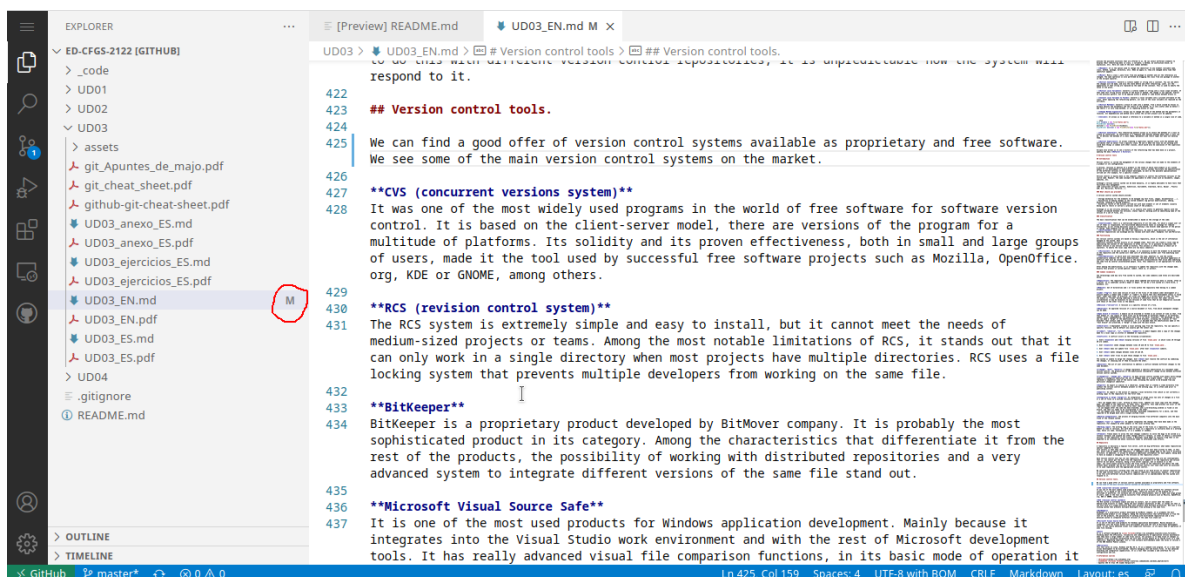 EXPLORER
[Preview] README.md
UD03_EN.md M
ED-CFGS-2122 [GITHUB]
UD03 > UD03_EN.md > # Version control tools > ## Version control tools.
_code
UD01
UD02
UD03
assets
git_Apuntes_de_majo.pdf
git_cheat_sheet.pdf
github-git-cheat-sheet.pdf
UD03_anexo_ES.md
UD03_anexo_ES.pdf
UD03_ejercicios_ES.md
UD03_ejercicios_ES.pdf
UD03_EN.md M
UD03_EN.pdf
UD03_ES.md
UD03_ES.pdf
UD04
.gitignore
README.md
1
OUTLINE
TIMELINE
to do this with different version control repositories, it is unpredictable how the system will
respond to it.
422
423 ## Version control tools.
424
425 We can find a good offer of version control systems available as proprietary and free software.
We see some of the main version control systems on the market.
426
427 **CVS (concurrent versions system)**
428 It was one of the most widely used programs in the world of free software for software version
control. It is based on the client-server model, there are versions of the program for a
multitude of platforms. Its solidity and its proven effectiveness, both in small and large groups
of users, made it the tool used by successful free software projects such as Mozilla, OpenOffice.
org, KDE or GNOME, among others.
429
430 **RCS (revision control system)**
431 The RCS system is extremely simple and easy to install, but it cannot meet the needs of
medium-sized projects or teams. Among the most notable limitations of RCS, it stands out that it
can only work in a single directory when most projects have multiple directories. RCS uses a file
locking system that prevents multiple developers from working on the same file.
432
433 **BitKeeper**
434 BitKeeper is a proprietary product developed by BitMover company. It is probably the most
sophisticated product in its category. Among the characteristics that differentiate it from the
rest of the products, the possibility of working with distributed repositories and a very
advanced system to integrate different versions of the same file stand out.
435
436 **Microsoft Visual Source Safe**
437 It is one of the most used products for Windows application development. Mainly because it
integrates into the Visual Studio work environment and with the rest of Microsoft development
tools. It has really advanced visual file comparison functions, in its basic mode of operation it
GitHub master* 0 0 Ln 425, Col 159 Spaces: 4 UTF-8 with BOM CRLF Markdown Layout: es